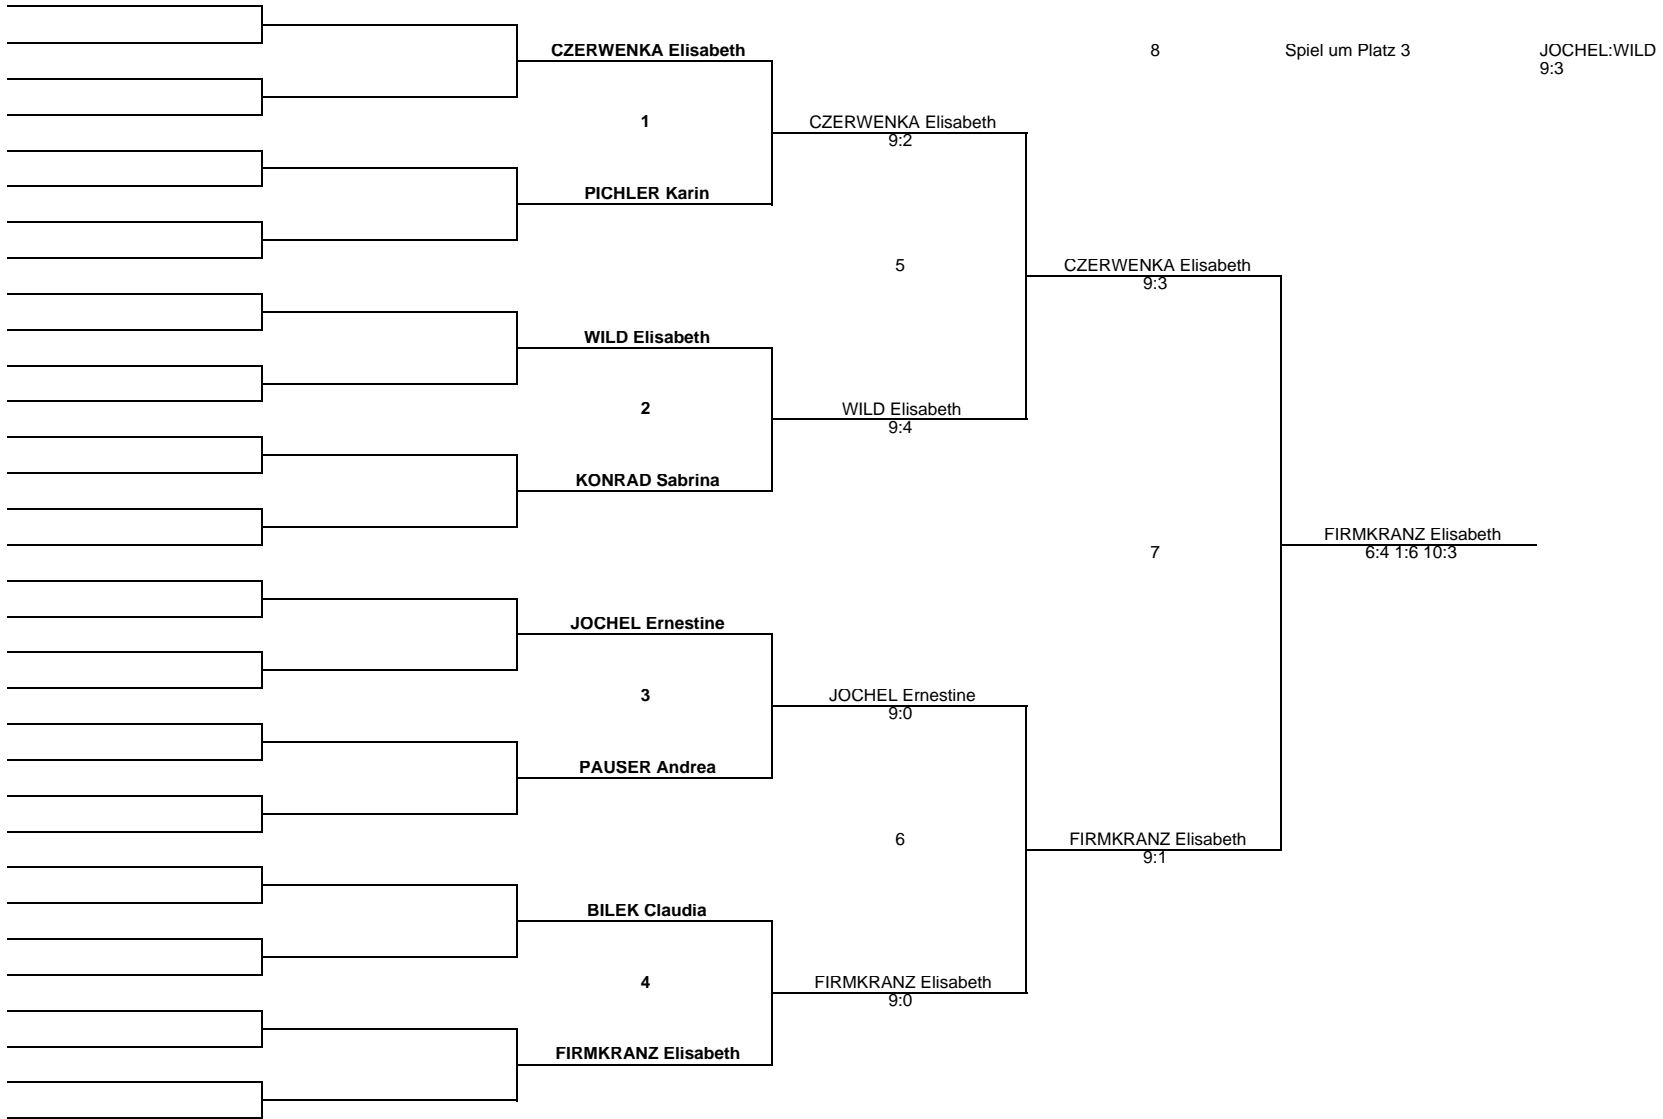 CZERWENKA Elisabeth
8
Spiel um Platz 3
JOCHEL:WILD
9:3
1
CZERWENKA Elisabeth
9:2
PICHLER Karin
5
CZERWENKA Elisabeth
9:3
WILD Elisabeth
2
WILD Elisabeth
9:4
KONRAD Sabrina
7
FIRMKRANZ Elisabeth
6:4 1:6 10:3
JOCHEL Ernestine
3
JOCHEL Ernestine
9:0
PAUSER Andrea
6
FIRMKRANZ Elisabeth
9:1
BILEK Claudia
4
FIRMKRANZ Elisabeth
9:0
FIRMKRANZ Elisabeth